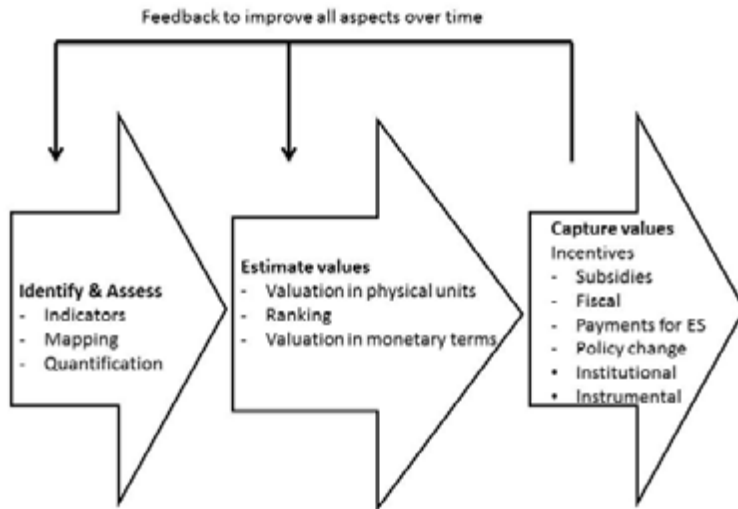 Feedback to improve all aspects over time
Identify & Assess
- Indicators
- Mapping
- Quantification
Estimate values
- Valuation in physical units
- Ranking
- Valuation in monetary terms
Capture values
Incentives
- Subsidies
- Fiscal
- Payments for ES
- Policy change
• Institutional
• Instrumental